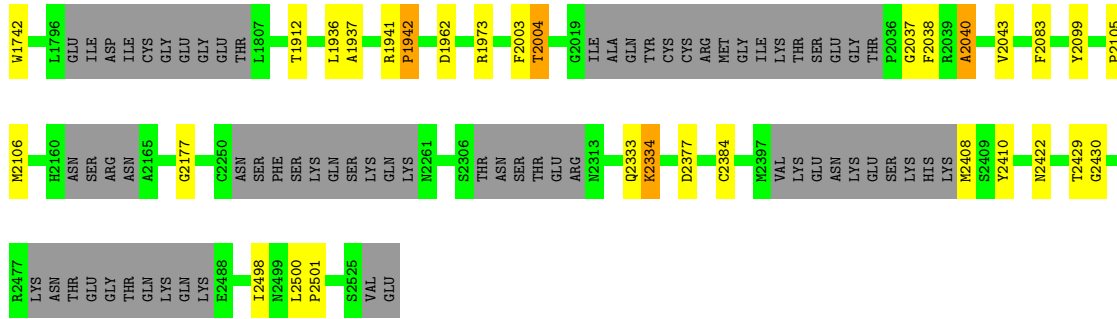 W1742 L1796 GLU ILE ASP ILE CYS GLY GLU GLY GLU THR L1807 T1912 L1936 A1937 R1941 P1942 D1962 R1973 F2003 T2004 G2019 ILE ALA GLN TYR CYS CYS ARG MET GLY ILE LYS THR SER GLU GLY THR P2036 G2037 F2038 R2039 A2040 V2043 F2083 Y2099 P2105
M2106 H2160 ASN SER ARG ASN A2165 G2177 C2250 ASN SER PHE SER LYS GLN SER LYS GLN LYS N2261 S2306 THR ASN SER THR GLU ARG N2313 Q2333 K2334 D2377 C2384 M2397 VAL LYS GLU ASN LYS GLU SER LYS HIS LYS M2408 S2409 Y2410 N2422 T2429 G2430
R2477 LYS ASN THR GLU GLY THR GLN LYS GLN LYS E2488 I2498 N2499 L2500 P2501 S2525 VAL GLU